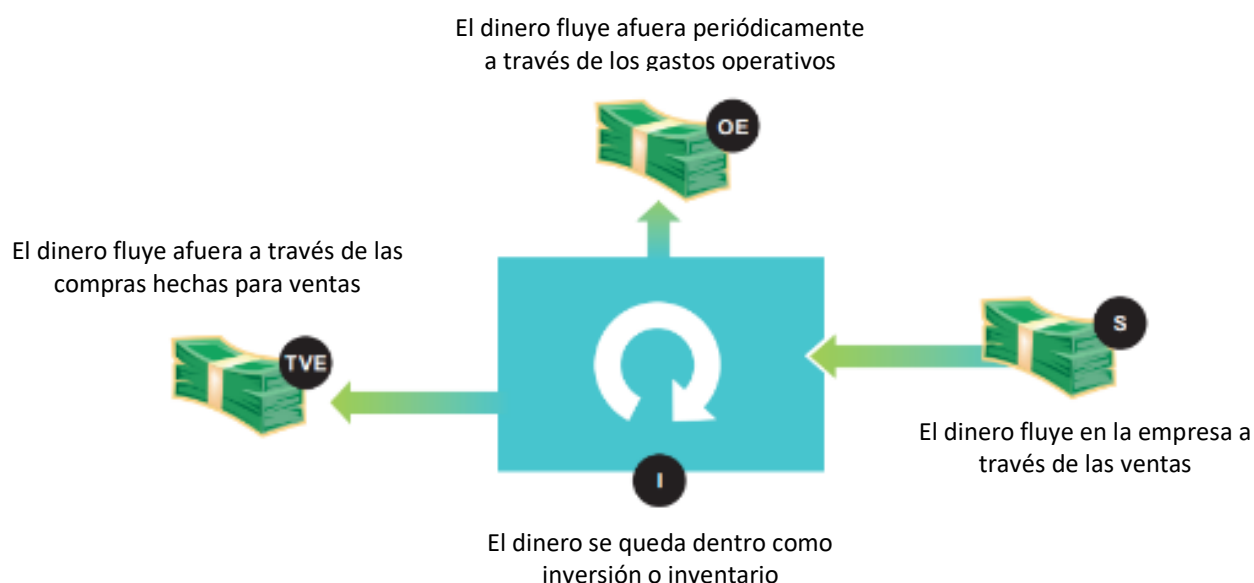 El dinero fluye afuera periódicamente
a través de los gastos operativos
OE
El dinero fluye afuera a través de las
compras hechas para ventas
TVE
S
El dinero fluye en la empresa a
través de las ventas
I
El dinero se queda dentro como
inversión o inventario